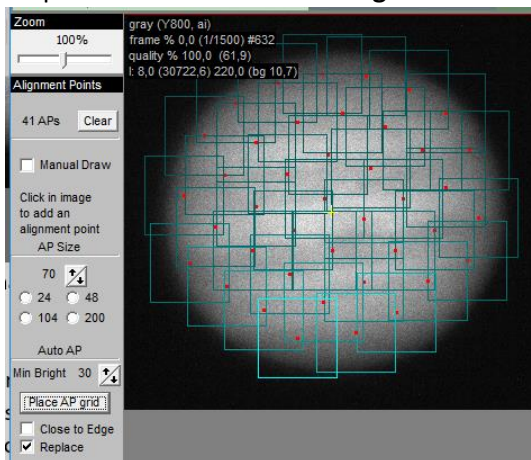 Zoom
100%
Alignment Points
41 APs
Clear
Manual Draw
Click in image
to add an
alignment point
AP Size
70
24
48
104
200
Auto AP
Min Bright 30
Place AP grid
Close to Edge
Replace
gray (Y800, ai)
frame % 0,0 (1/1500) #632
quality % 100,0 (61,9)
l: 8,0 (30722,6) 220,0 (bg 10,7)